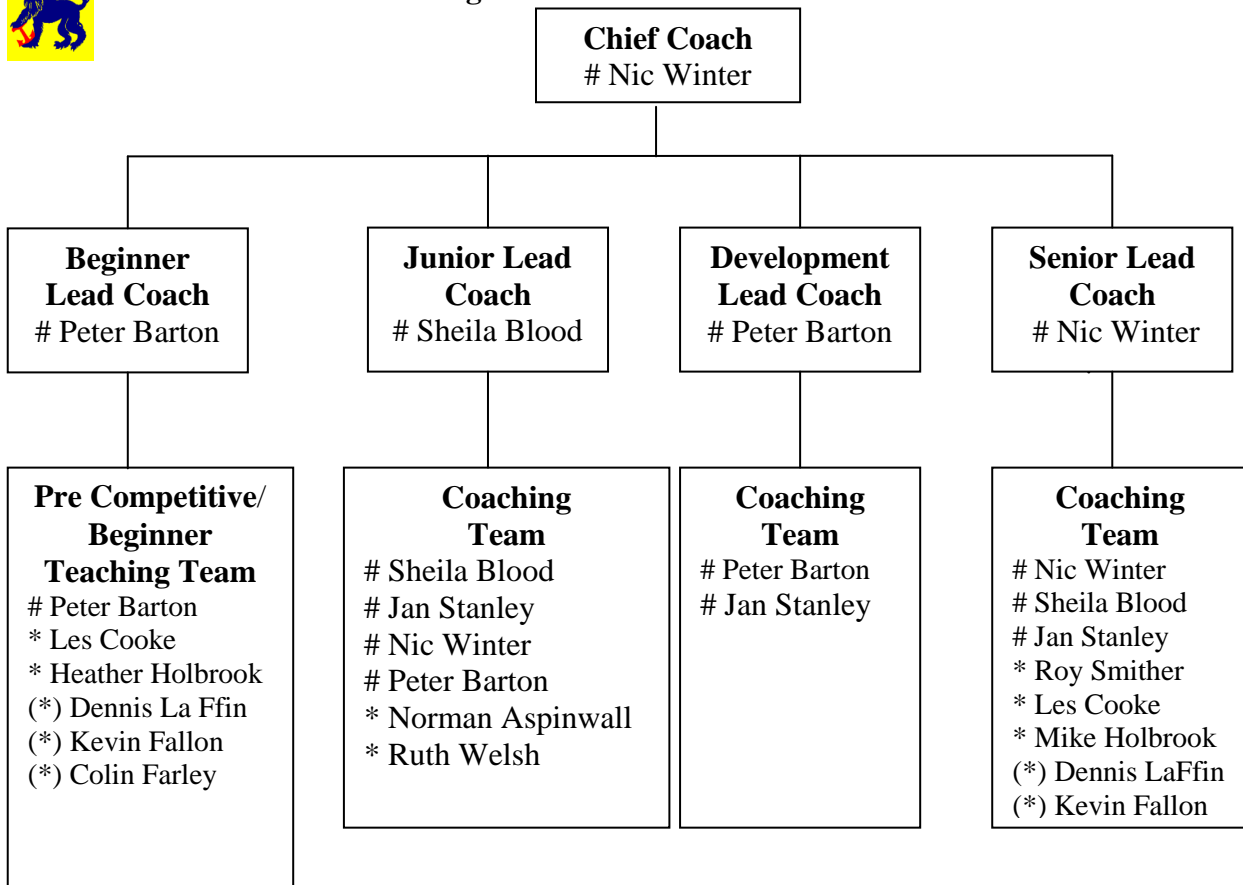 Chief Coach
# Nic Winter
Beginner
Lead Coach
# Peter Barton
Junior Lead
Coach
# Sheila Blood
Development
Lead Coach
# Peter Barton
Senior Lead
Coach
# Nic Winter
Pre Competitive/
Beginner
Teaching Team
# Peter Barton
* Les Cooke
* Heather Holbrook
(*) Dennis La Ffin
(*) Kevin Fallon
(*) Colin Farley
Coaching
Team
# Sheila Blood
# Jan Stanley
# Nic Winter
# Peter Barton
* Norman Aspinwall
* Ruth Welsh
Coaching
Team
# Peter Barton
# Jan Stanley
Coaching
Team
# Nic Winter
# Sheila Blood
# Jan Stanley
* Roy Smither
* Les Cooke
* Mike Holbrook
(*) Dennis LaFfin
(*) Kevin Fallon